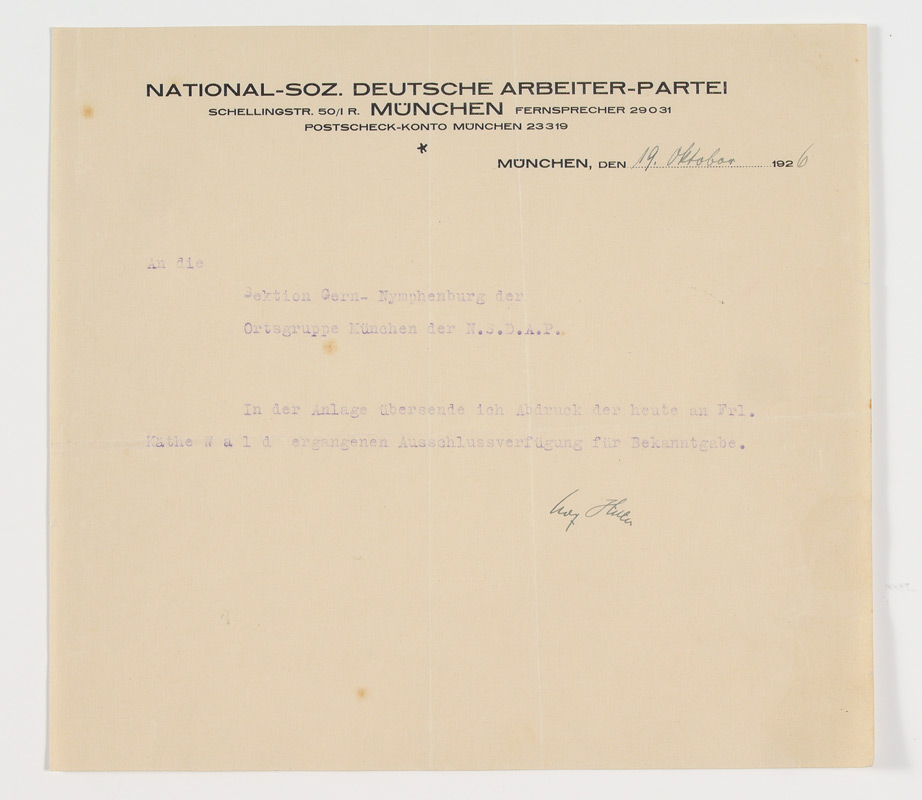 NATIONAL-SOZ. DEUTSCHE ARBEITER-PARTEI
SCHELLINGSTR. 50/I R. MÜNCHEN FERNSPRECHER 29031
POSTSCHECK-KONTO MÜNCHEN 23319
*
MÜNCHEN, DEN 19. Oktober 1926
An die
Sektion Gern- Nymphenburg der
Ortsgruppe München der N.S.D.A.P.
In der Anlage übersende ich Abdruck der heute an Frl.
Käthe W a l d ergangenen Ausschlussverfügung für Bekanntgabe.